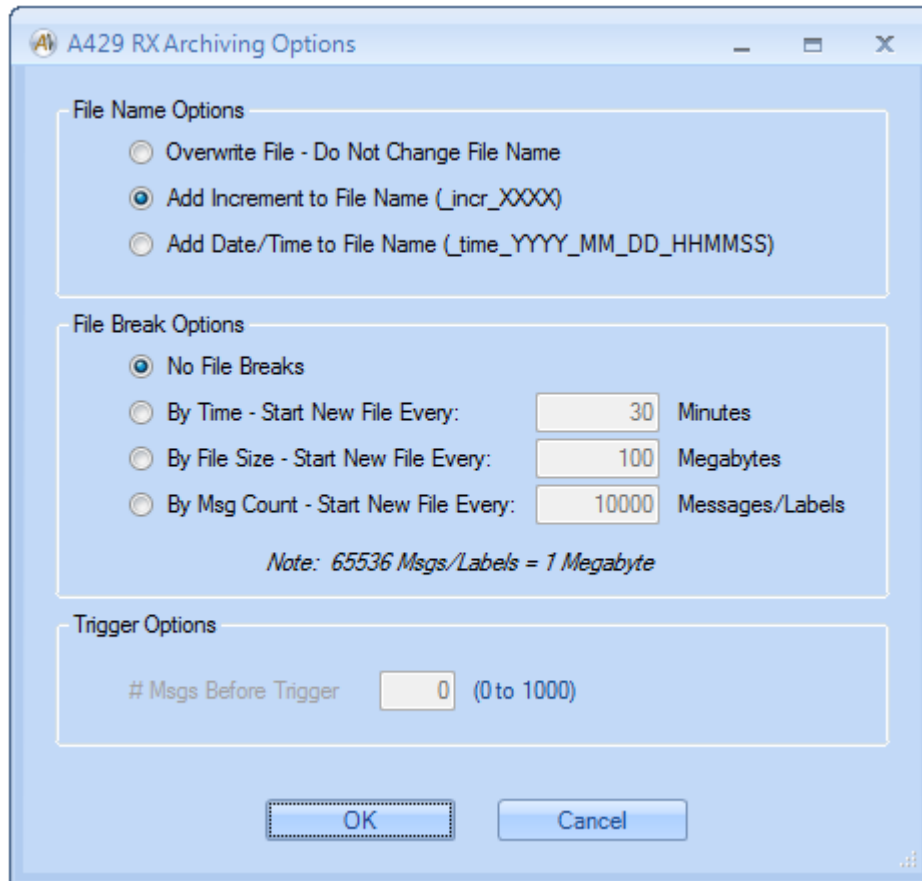 A429 RX Archiving Options
File Name Options
Overwrite File - Do Not Change File Name
Add Increment to File Name (_incr_XXXX)
Add Date/Time to File Name (_time_YYYY_MM_DD_HHMMSS)
File Break Options
No File Breaks
By Time - Start New File Every: 30 Minutes
By File Size - Start New File Every: 100 Megabytes
By Msg Count - Start New File Every: 10000 Messages/Labels
Note: 65536 Msgs/Labels = 1 Megabyte
Trigger Options
# Msgs Before Trigger 0 (0 to 1000)
OK Cancel